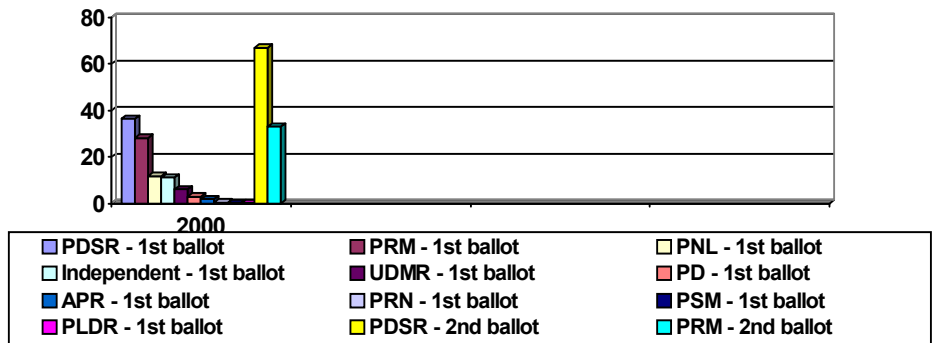 80
60
40
20
0
2000
PDSR - 1st ballot PRM - 1st ballot PNL - 1st ballot
Independent - 1st ballot UDMR - 1st ballot PD - 1st ballot
APR - 1st ballot PRN - 1st ballot PSM - 1st ballot
PLDR - 1st ballot PDSR - 2nd ballot PRM - 2nd ballot